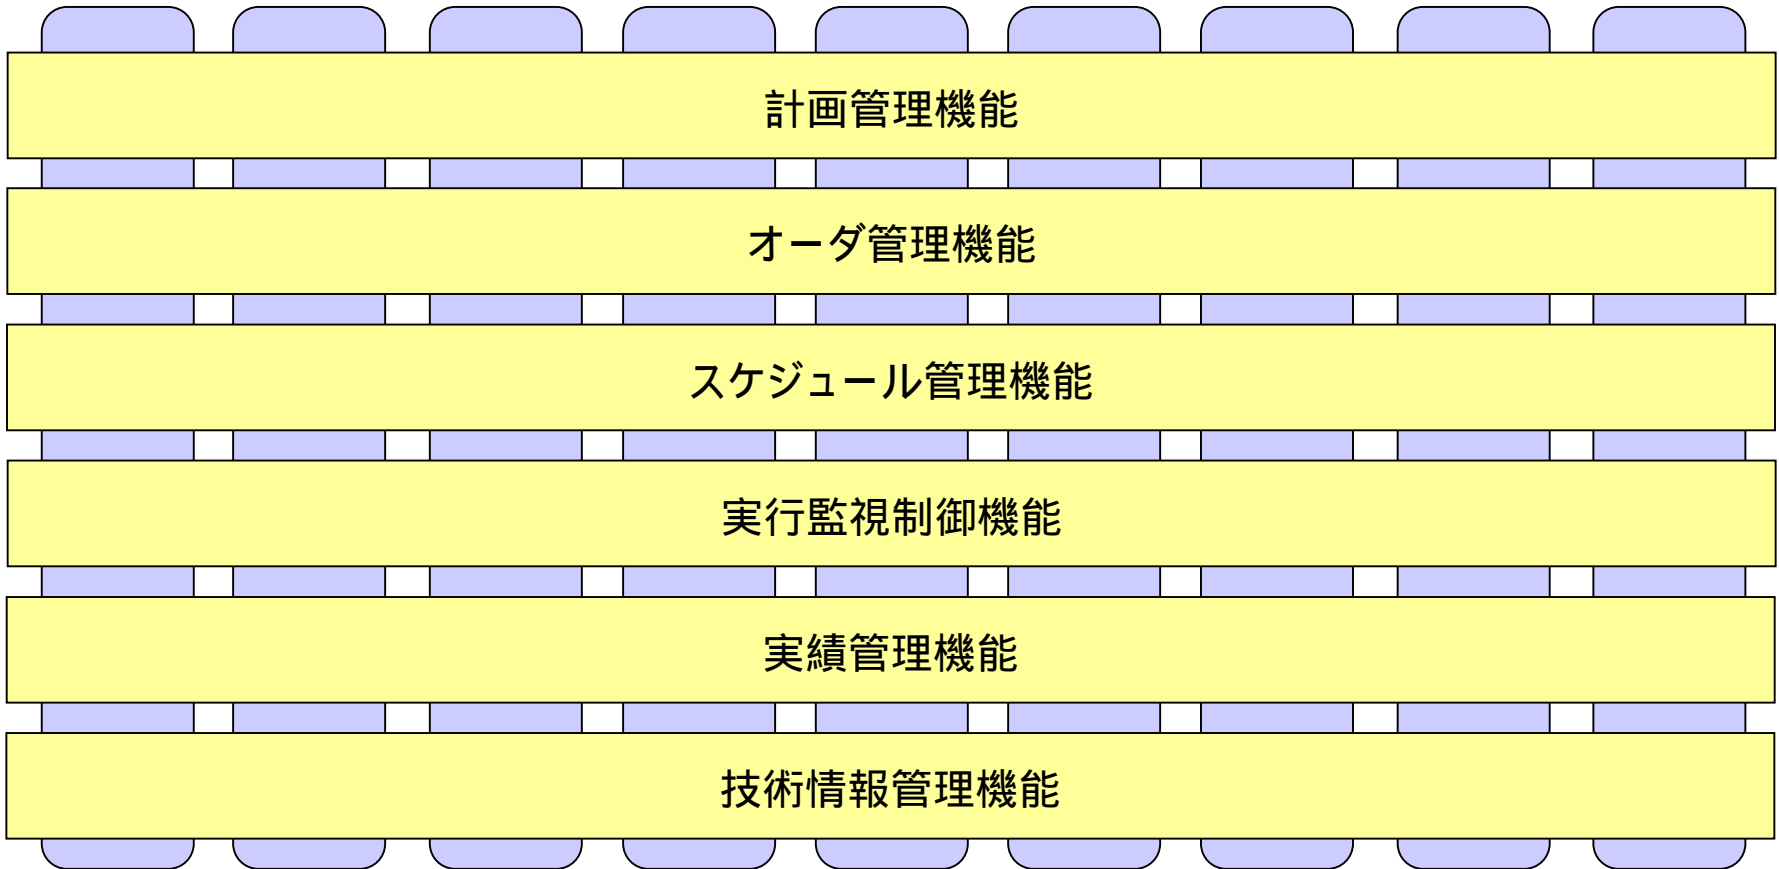 計画管理機能
オーダ管理機能
スケジュール管理機能
実行監視制御機能
実績管理機能
技術情報管理機能